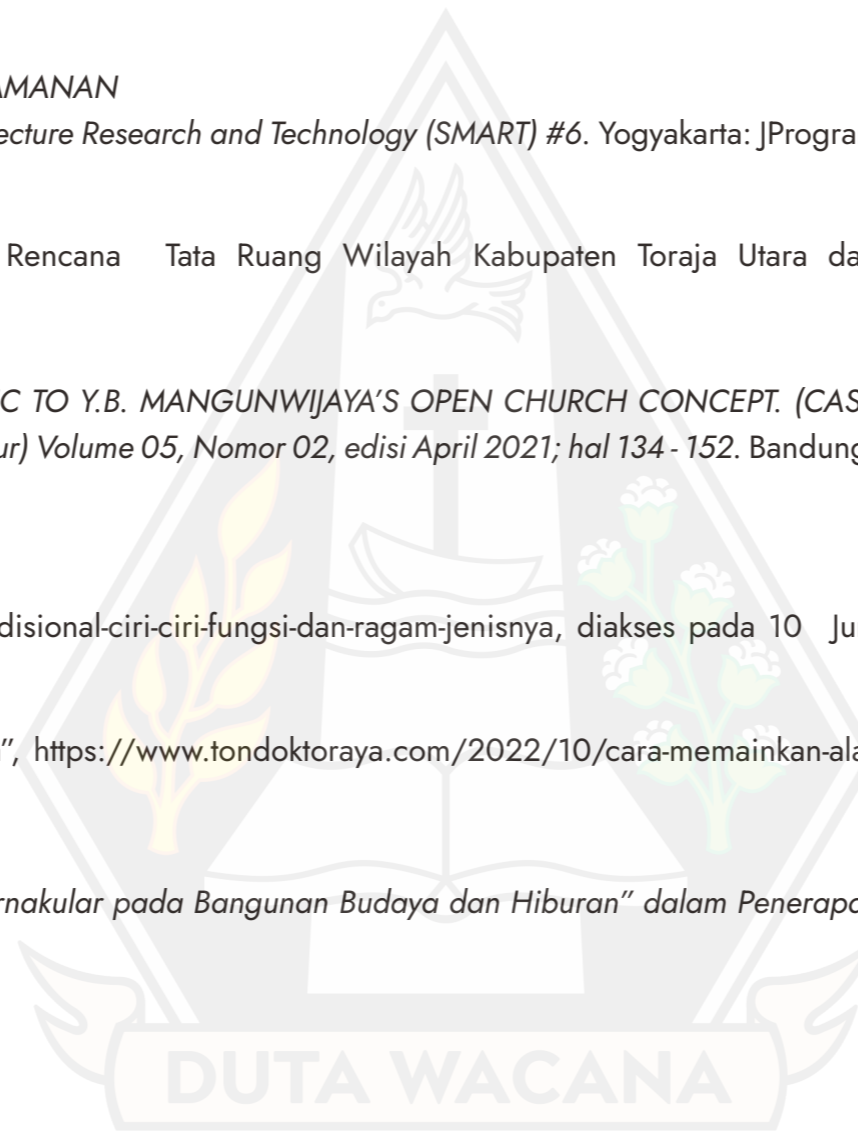 AMANAN
ecture Research and Technology (SMART) #6. Yogyakarta: JProgra
Rencana Tata Ruang Wilayah Kabupaten Toraja Utara da
C TO Y.B. MANGUNWIJAYA'S OPEN CHURCH CONCEPT. (CAS
ur) Volume 05, Nomor 02, edisi April 2021; hal 134 - 152. Bandung
disional-ciri-ciri-fungsi-dan-ragam-jenisnya, diakses pada 10 Ju
”, https://www.tondoktoraya.com/2022/10/cara-memainkan-ala
rnakular pada Bangunan Budaya dan Hiburan” dalam Penerapa
DUTA WACANA